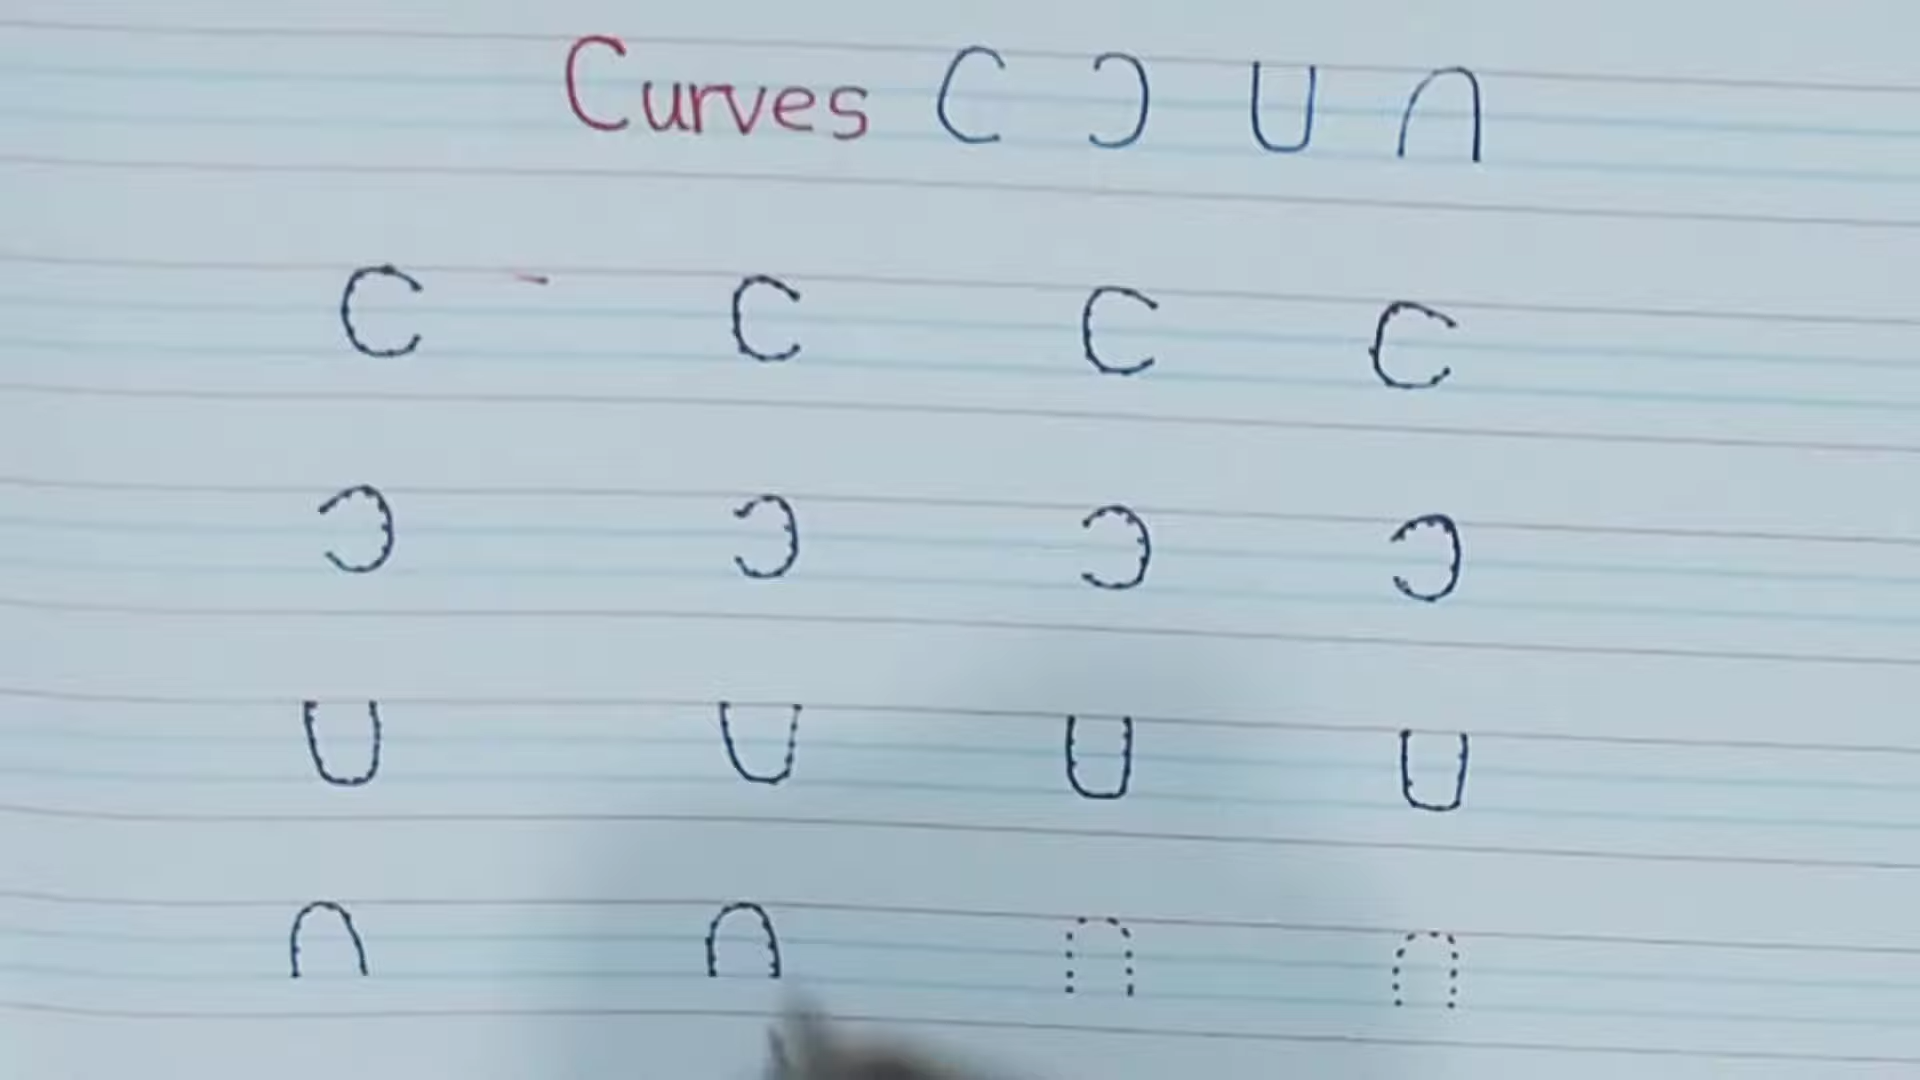 Curves C Ɔ U ∩
C C C C
Ɔ Ɔ Ɔ Ɔ
U U U U
∩ ∩ ∩ ∩